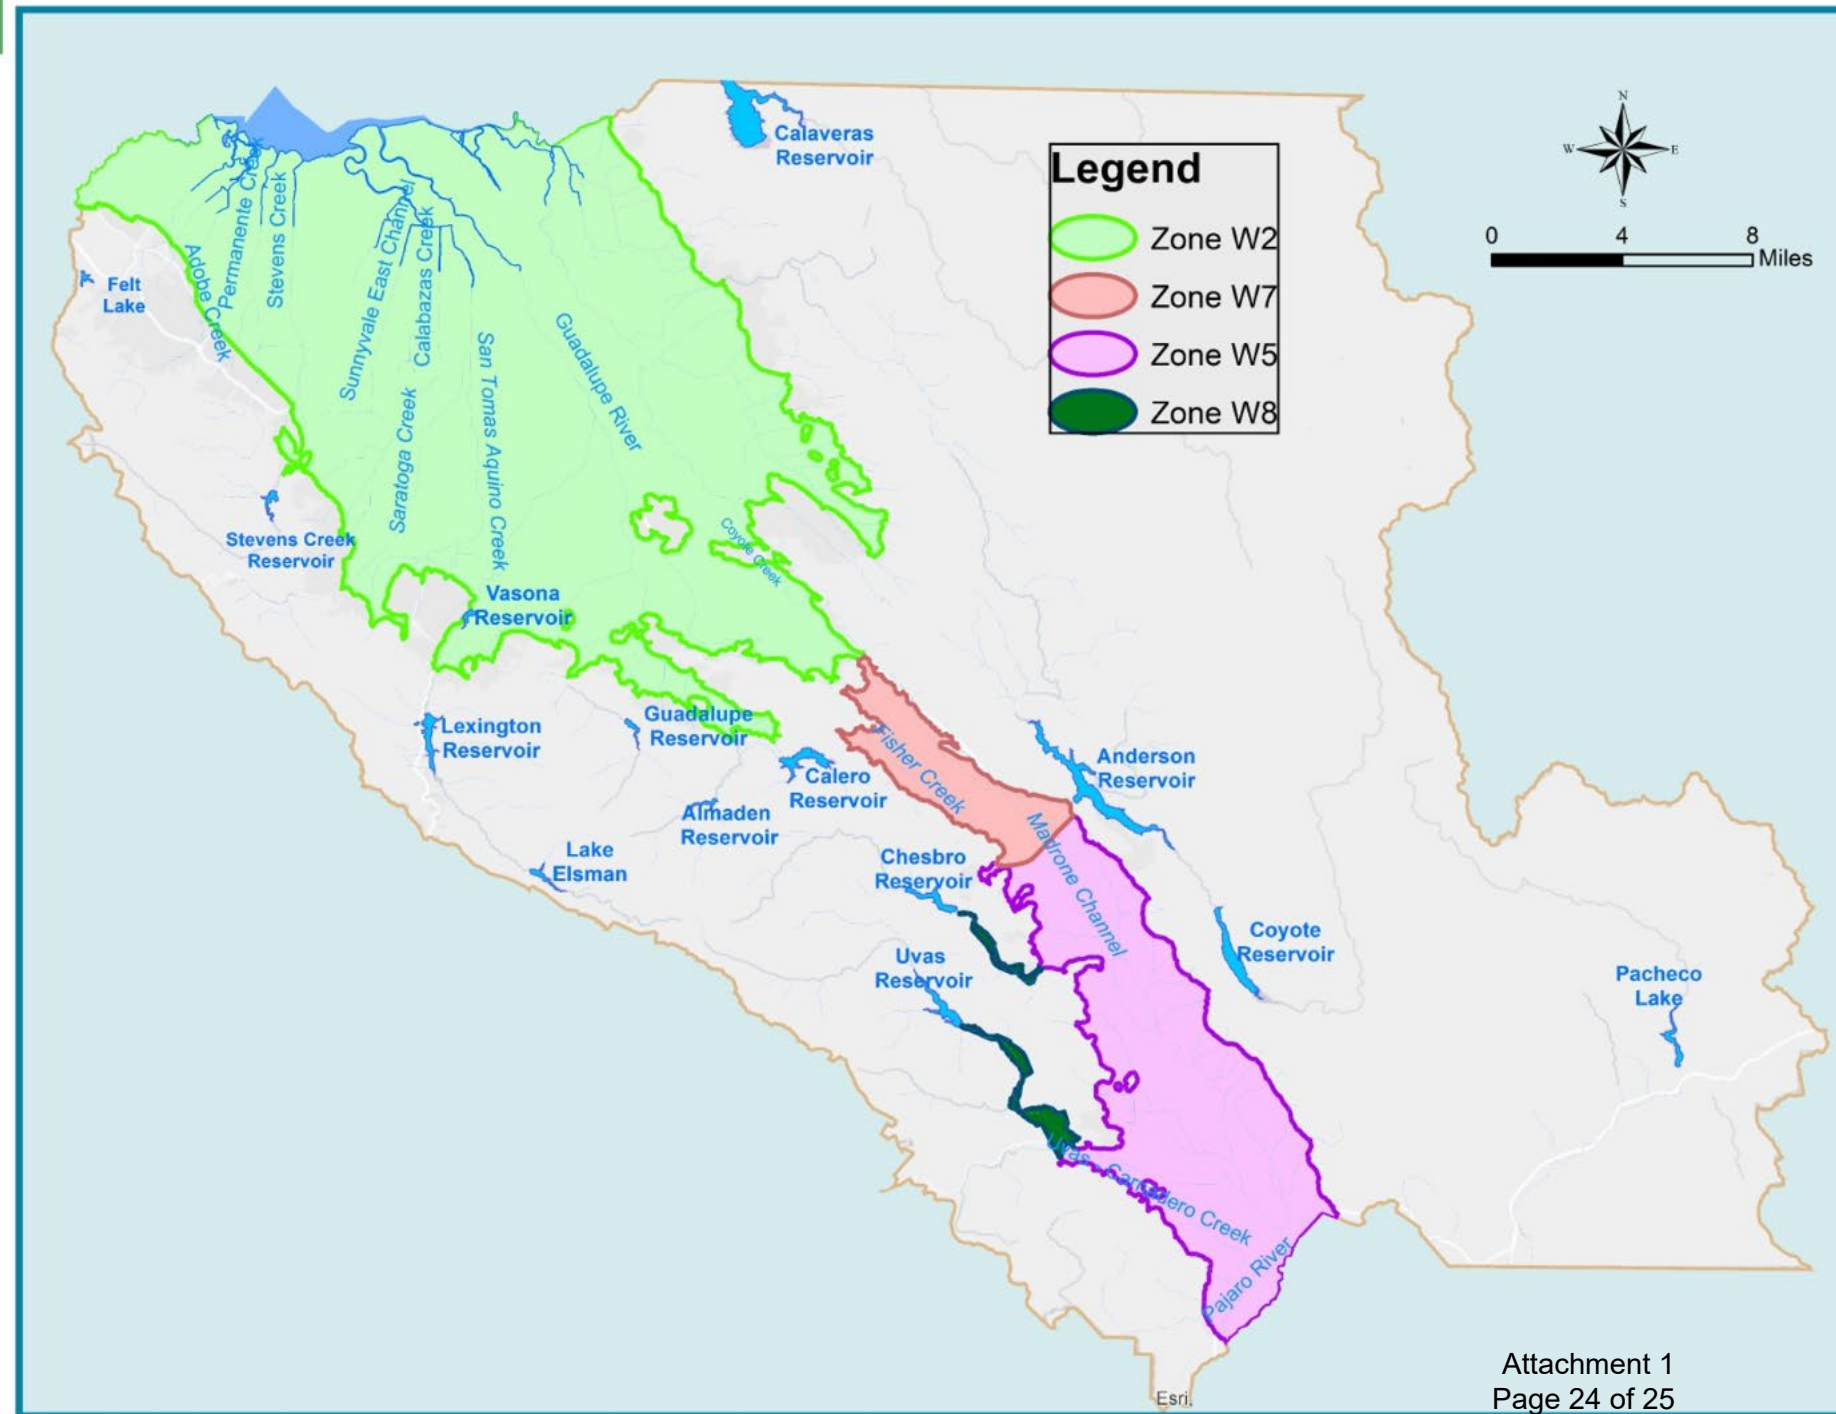 Calaveras
Reservoir
Legend
Zone W2
Zone W7
Zone W5
Zone W8
N
W
E
S
0 4 8
Miles
Felt
Lake
Adobe Creek
Permanente Creek
Stevens Creek
Sunnyvale East Channel
Calabazas Creek
Saratoga Creek
San Tomas Aquino Creek
Guadalupe River
Coyote Creek
Stevens Creek
Reservoir
Vasona
Reservoir
Lexington
Reservoir
Guadalupe
Reservoir
Calero
Reservoir
Almaden
Reservoir
Lake
Elsman
Fisher Creek
Anderson
Reservoir
Madrone Channel
Chesbro
Reservoir
Uvas
Reservoir
Coyote
Reservoir
Pacheco
Lake
Uvas - Carnadero Creek
Pajaro River
Esri,
Attachment 1
Page 24 of 25